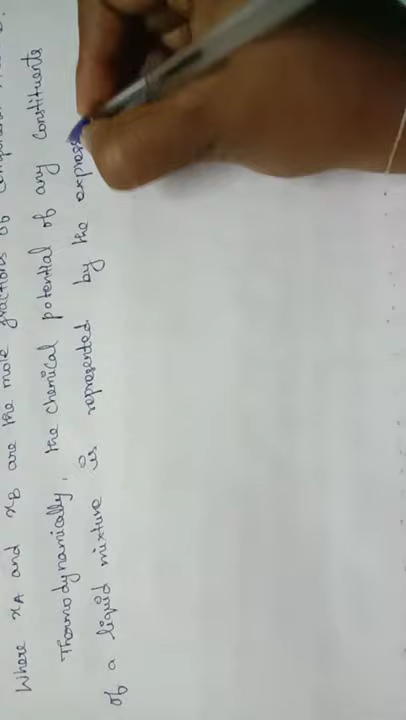 Where xA and xB are the mole fractions of
Thermodynamically, the chemical potential of any constituents
of a liquid mixture is represented by the express